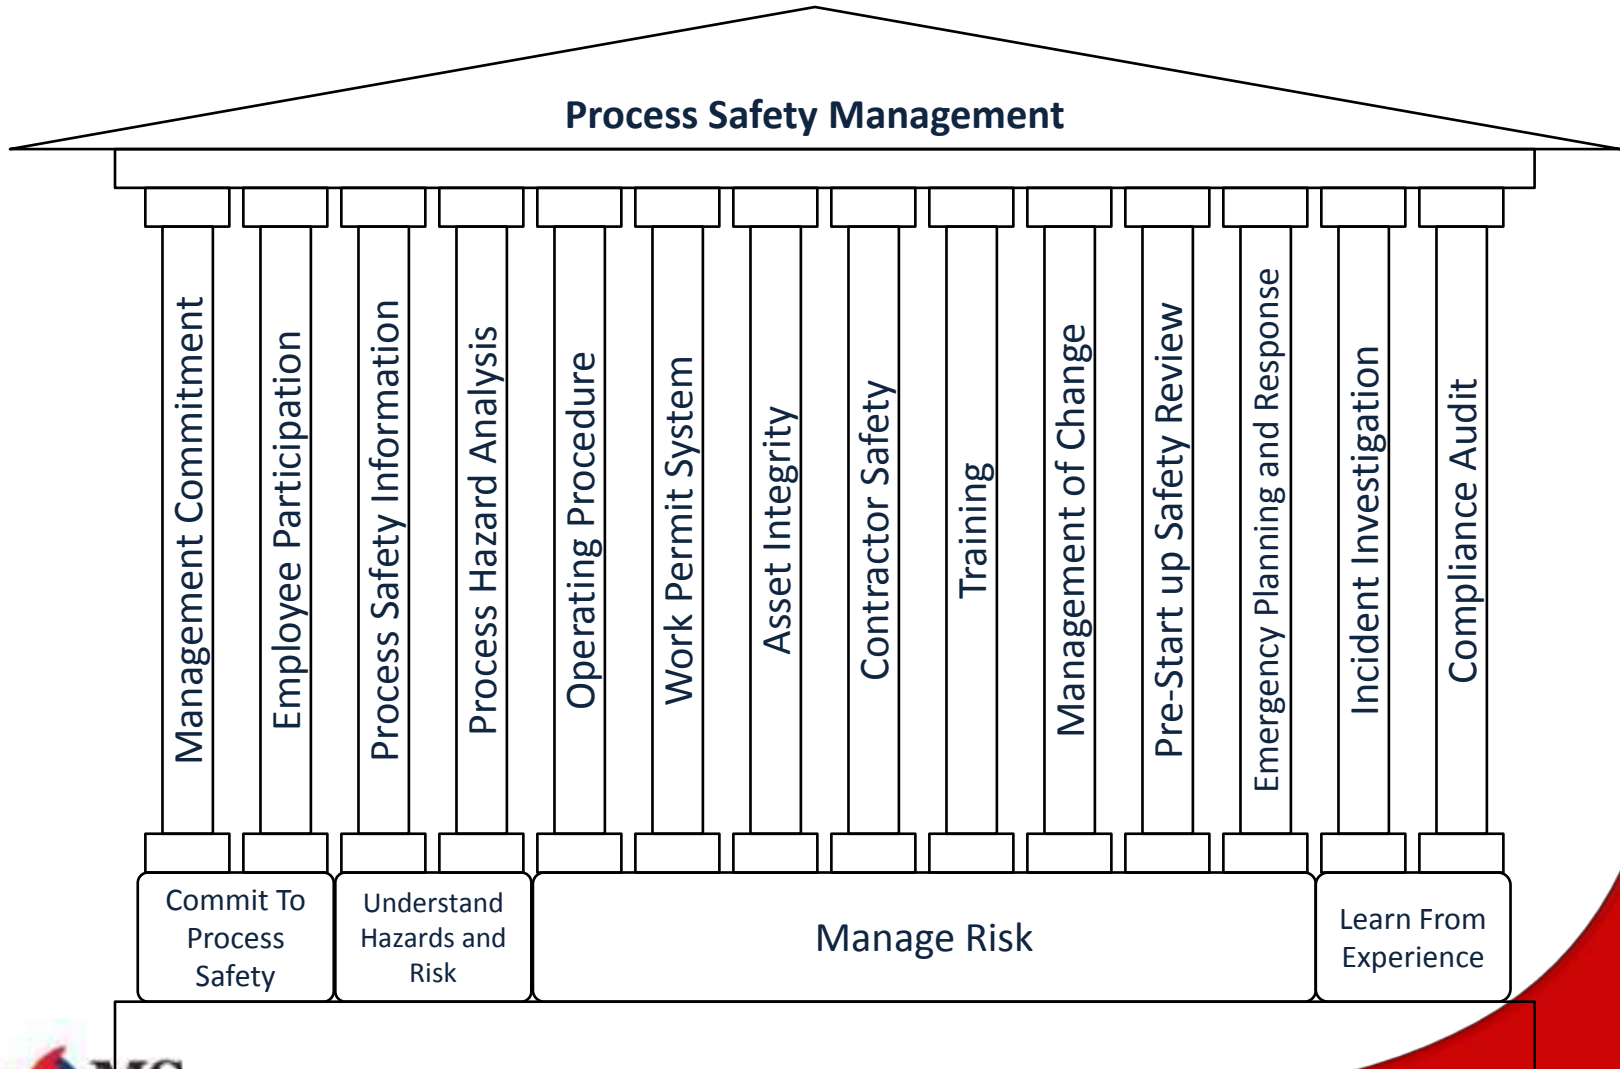 Process Safety Management
Management Commitment
Employee Participation
Process Safety Information
Process Hazard Analysis
Operating Procedure
Work Permit System
Asset Integrity
Contractor Safety
Training
Management of Change
Pre-Start up Safety Review
Emergency Planning and Response
Incident Investigation
Compliance Audit
Commit To
Process
Safety
Understand
Hazards and
Risk
Manage Risk
Learn From
Experience